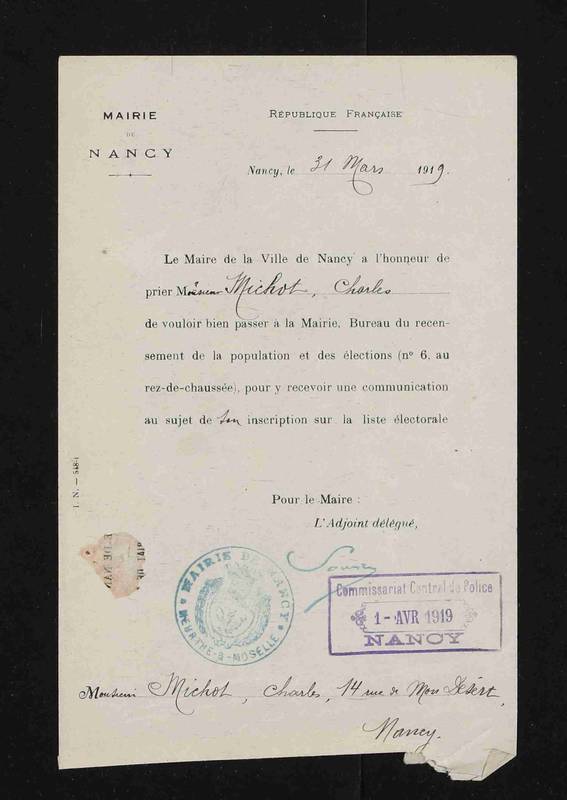 MAIRIE
DE
NANCY
RÉPUBLIQUE FRANÇAISE
Nancy, le 31 Mars 1919.
Le Maire de la Ville de Nancy a l'honneur de
prier Monsieur Michot, Charles
de vouloir bien passer à la Mairie, Bureau du recen-
sement de la population et des élections (nº 6, au
rez-de-chaussée), pour y recevoir une communication
au sujet de son inscription sur la liste électorale
I. N. — 518-1
Pour le Maire :
L'Adjoint délégué,
MAIRIE DE NANCY
MEURTHE-&-MOSELLE
Commissariat Central de Police
1 - AVR 1919
NANCY
Monsieur Michot, Charles, 14 rue de Mon Désert,
Nancy.